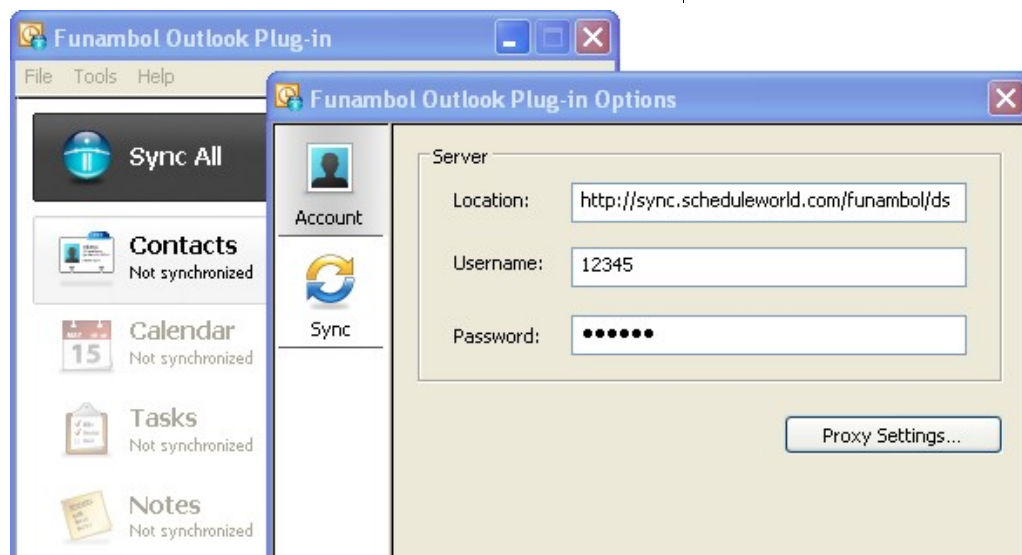 Funambol Outlook Plug-in
File Tools Help
Sync All
Contacts
Not synchronized
Calendar
Not synchronized
15
Tasks
Not synchronized
Notes
Not synchronized
Funambol Outlook Plug-in Options
Account
Sync
Server
Location: http://sync.scheduleworld.com/funambol/ds
Username: 12345
Password: ●●●●●●
Proxy Settings...